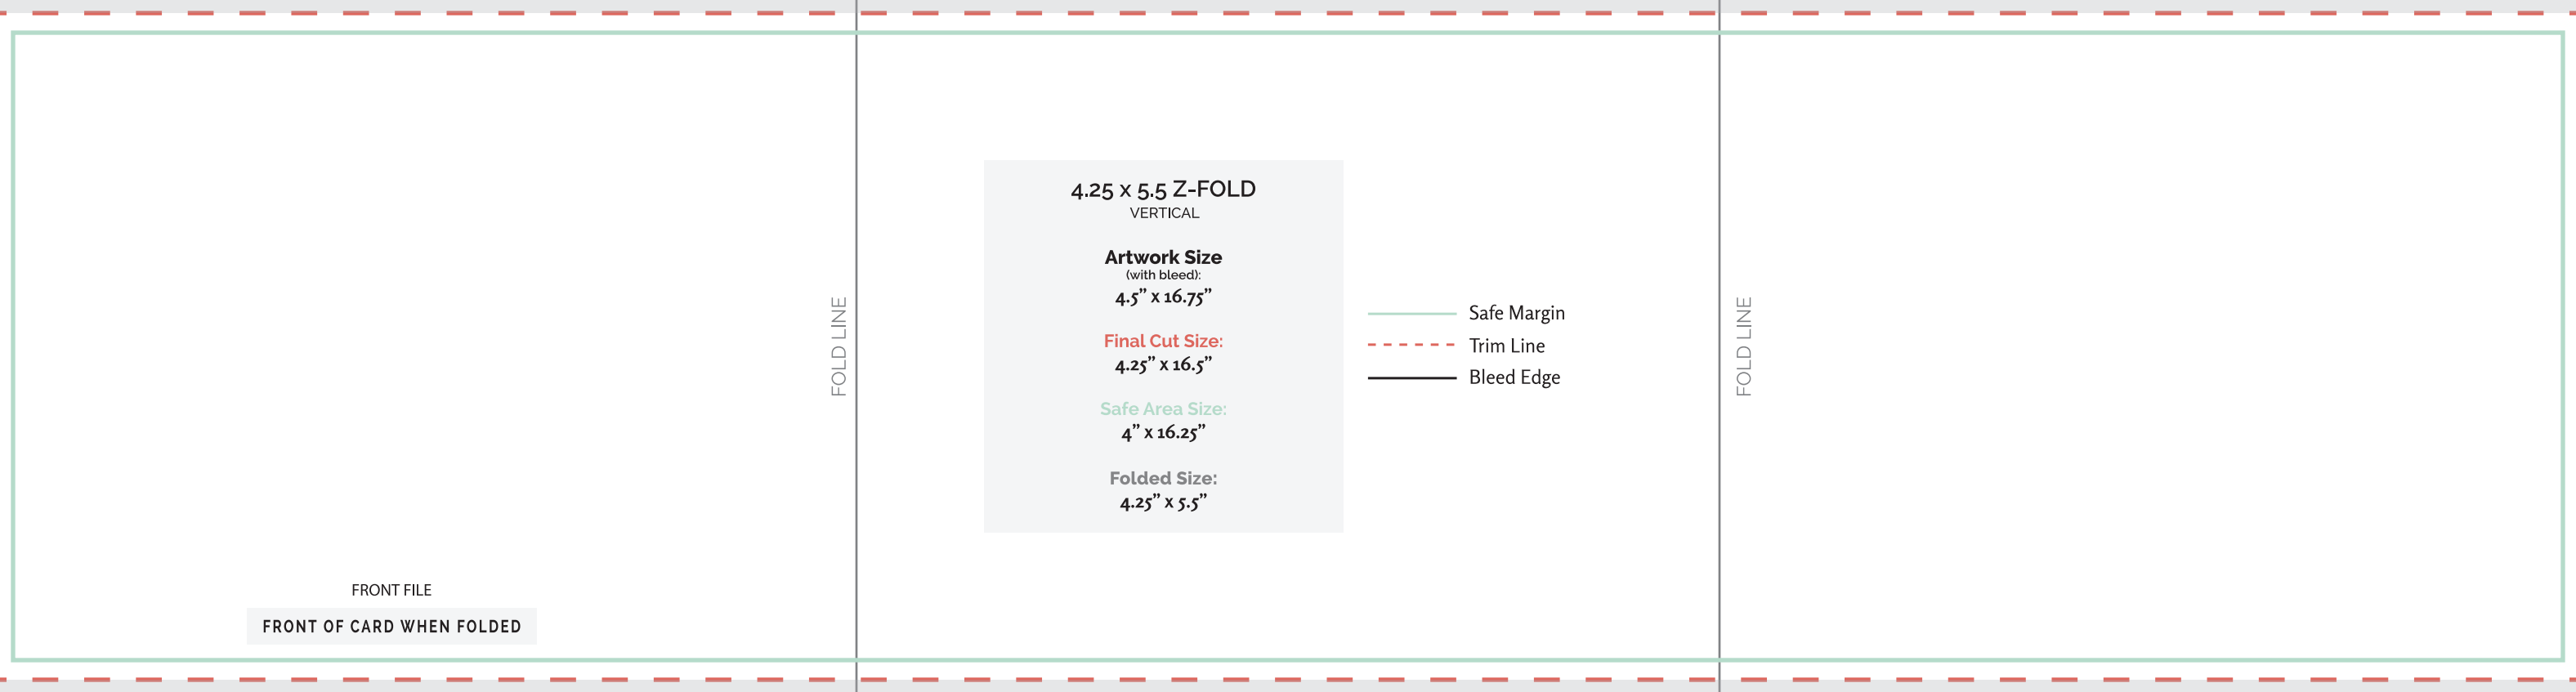 4.25 x 5.5 Z-FOLD
VERTICAL
Artwork Size
(with bleed):
4.5” x 16.75”
Final Cut Size:
4.25” x 16.5”
Safe Area Size:
4” x 16.25”
Folded Size:
4.25” x 5.5”
Safe Margin
Trim Line
Bleed Edge
FOLD LINE
FOLD LINE
FRONT FILE
FRONT OF CARD WHEN FOLDED